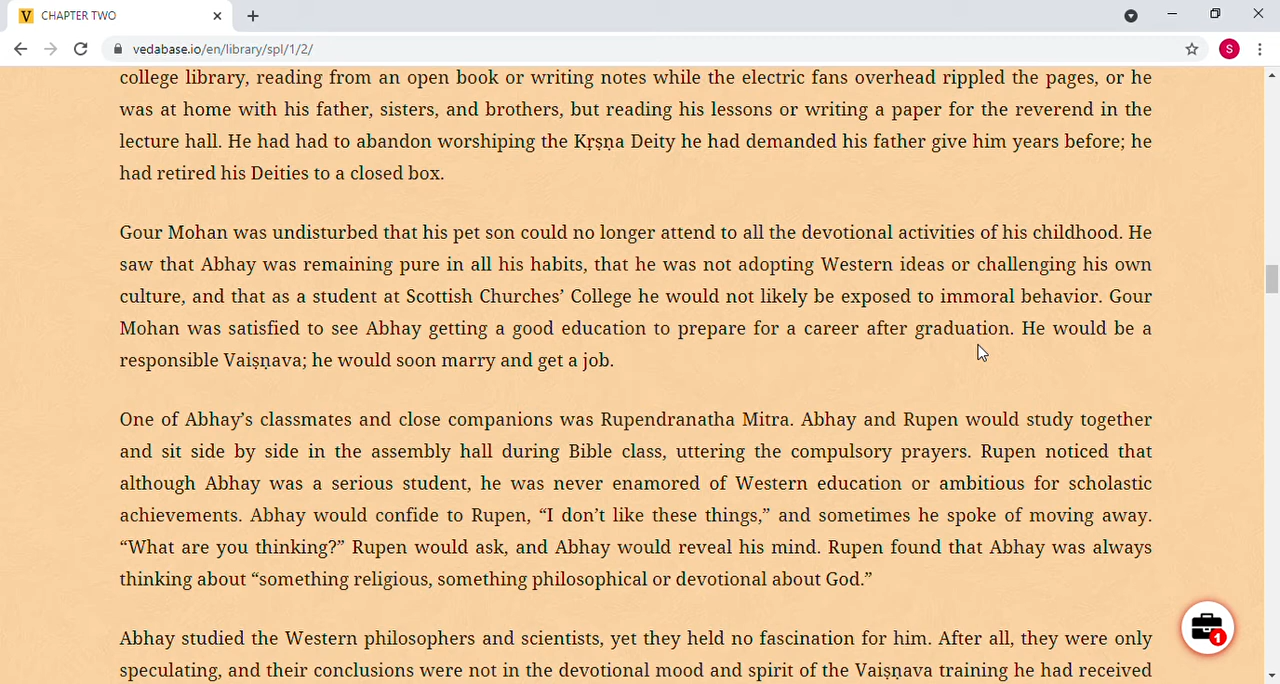 V CHAPTER TWO
vedabase.io/en/library/spl/1/2/
S
college library, reading from an open book or writing notes while the electric fans overhead rippled the pages, or he
was at home with his father, sisters, and brothers, but reading his lessons or writing a paper for the reverend in the
lecture hall. He had had to abandon worshiping the Kṛṣṇa Deity he had demanded his father give him years before; he
had retired his Deities to a closed box.
Gour Mohan was undisturbed that his pet son could no longer attend to all the devotional activities of his childhood. He
saw that Abhay was remaining pure in all his habits, that he was not adopting Western ideas or challenging his own
culture, and that as a student at Scottish Churches’ College he would not likely be exposed to immoral behavior. Gour
Mohan was satisfied to see Abhay getting a good education to prepare for a career after graduation. He would be a
responsible Vaiṣṇava; he would soon marry and get a job.
One of Abhay’s classmates and close companions was Rupendranatha Mitra. Abhay and Rupen would study together
and sit side by side in the assembly hall during Bible class, uttering the compulsory prayers. Rupen noticed that
although Abhay was a serious student, he was never enamored of Western education or ambitious for scholastic
achievements. Abhay would confide to Rupen, “I don’t like these things,” and sometimes he spoke of moving away.
“What are you thinking?” Rupen would ask, and Abhay would reveal his mind. Rupen found that Abhay was always
thinking about “something religious, something philosophical or devotional about God.”
Abhay studied the Western philosophers and scientists, yet they held no fascination for him. After all, they were only
speculating, and their conclusions were not in the devotional mood and spirit of the Vaiṣṇava training he had received
1